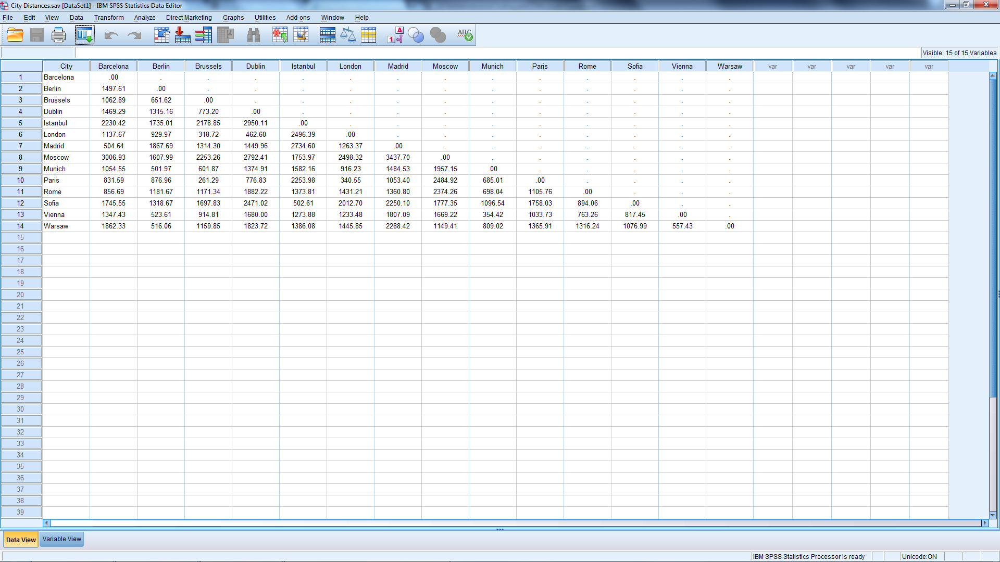 City Distances.sav [DataSet1] - IBM SPSS Statistics Data Editor
File Edit View Data Transform Analyze Direct Marketing Graphs Utilities Add-ons Window Help
Visible: 15 of 15 Variables
City Barcelona Berlin Brussels Dublin Istanbul London Madrid Moscow Munich Paris Rome Sofia Vienna Warsaw var var var var var
1 Barcelona .00 . . . . . . . . . . . . .
2 Berlin 1497.61 .00 . . . . . . . . . . . .
3 Brussels 1062.89 651.62 .00 . . . . . . . . . . .
4 Dublin 1469.29 1315.16 773.20 .00 . . . . . . . . . .
5 Istanbul 2230.42 1735.01 2178.85 2950.11 .00 . . . . . . . . .
6 London 1137.67 929.97 318.72 462.60 2496.39 .00 . . . . . . . .
7 Madrid 504.64 1867.69 1314.30 1449.96 2734.60 1263.37 .00 . . . . . . .
8 Moscow 3006.93 1607.99 2253.26 2792.41 1753.97 2498.32 3437.70 .00 . . . . . .
9 Munich 1054.55 501.97 601.87 1374.91 1582.16 916.23 1484.53 1957.15 .00 . . . . .
10 Paris 831.59 876.96 261.29 776.83 2253.98 340.55 1053.40 2484.92 685.01 .00 . . . .
11 Rome 856.69 1181.67 1171.34 1882.22 1373.81 1431.21 1360.80 2374.26 698.04 1105.76 .00 . . .
12 Sofia 1745.55 1318.67 1697.83 2471.02 502.61 2012.70 2250.10 1777.35 1096.54 1758.03 894.06 .00 . .
13 Vienna 1347.43 523.61 914.81 1680.00 1273.88 1233.48 1807.09 1669.22 354.42 1033.73 763.26 817.45 .00 .
14 Warsaw 1862.33 516.06 1159.85 1823.72 1386.08 1445.85 2288.42 1149.41 809.02 1365.91 1316.24 1076.99 557.43 .00
15
16
17
18
19
20
21
22
23
24
25
26
27
28
29
30
31
32
33
34
35
36
37
38
39
Data View Variable View
IBM SPSS Statistics Processor is ready Unicode:ON